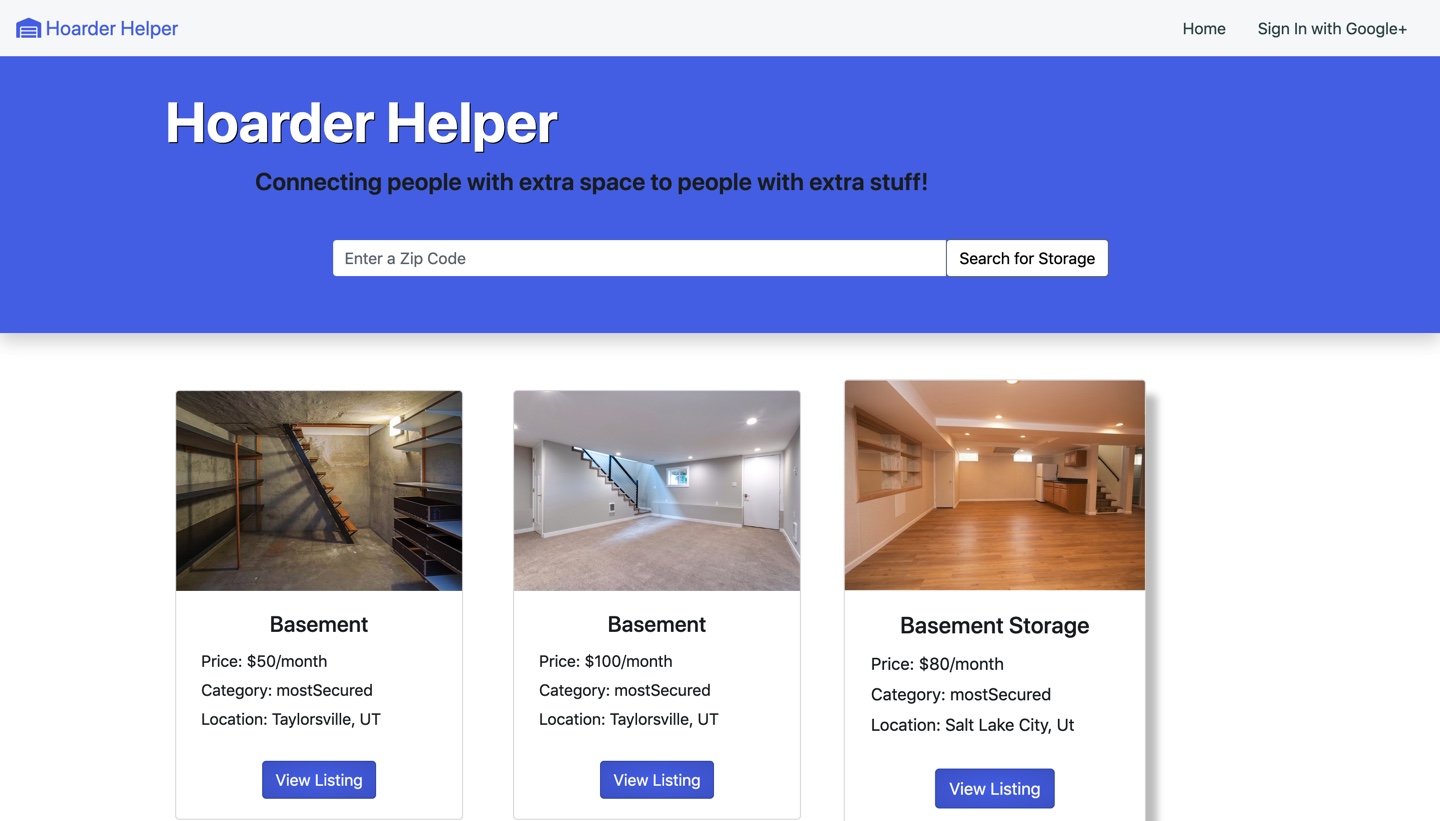 Hoarder Helper
Home
Sign In with Google+
Hoarder Helper
Connecting people with extra space to people with extra stuff!
Enter a Zip Code
Search for Storage
Basement
Price: $50/month
Category: mostSecured
Location: Taylorsville, UT
View Listing
Basement
Price: $100/month
Category: mostSecured
Location: Taylorsville, UT
View Listing
Basement Storage
Price: $80/month
Category: mostSecured
Location: Salt Lake City, Ut
View Listing